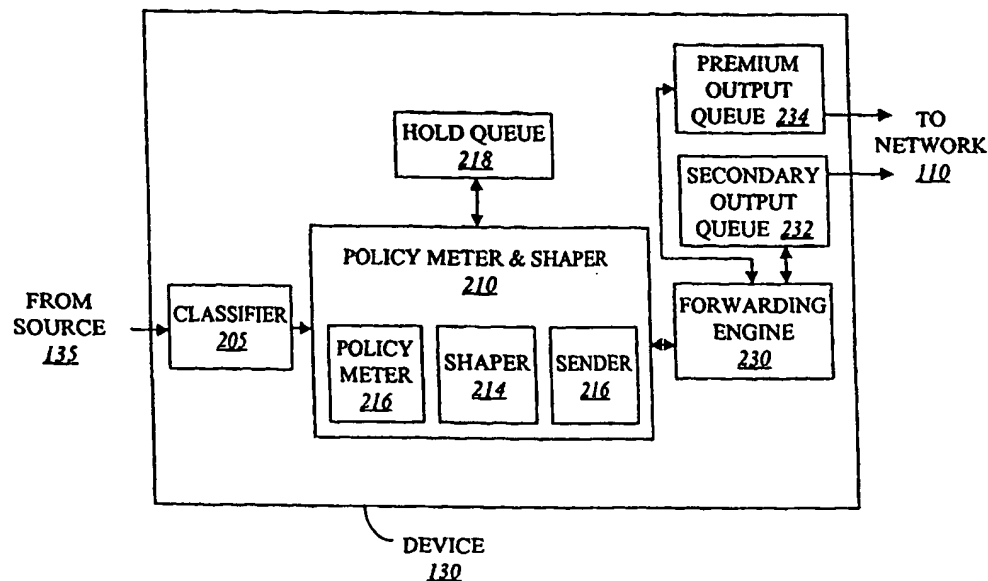 PREMIUM
OUTPUT
QUEUE 234
TO
NETWORK
110
HOLD QUEUE
218
SECONDARY
OUTPUT
QUEUE 232
POLICY METER & SHAPER
210
FROM
SOURCE
135
CLASSIFIER
205
FORWARDING
ENGINE
230
POLICY
METER
216
SHAPER
214
SENDER
216
DEVICE
130